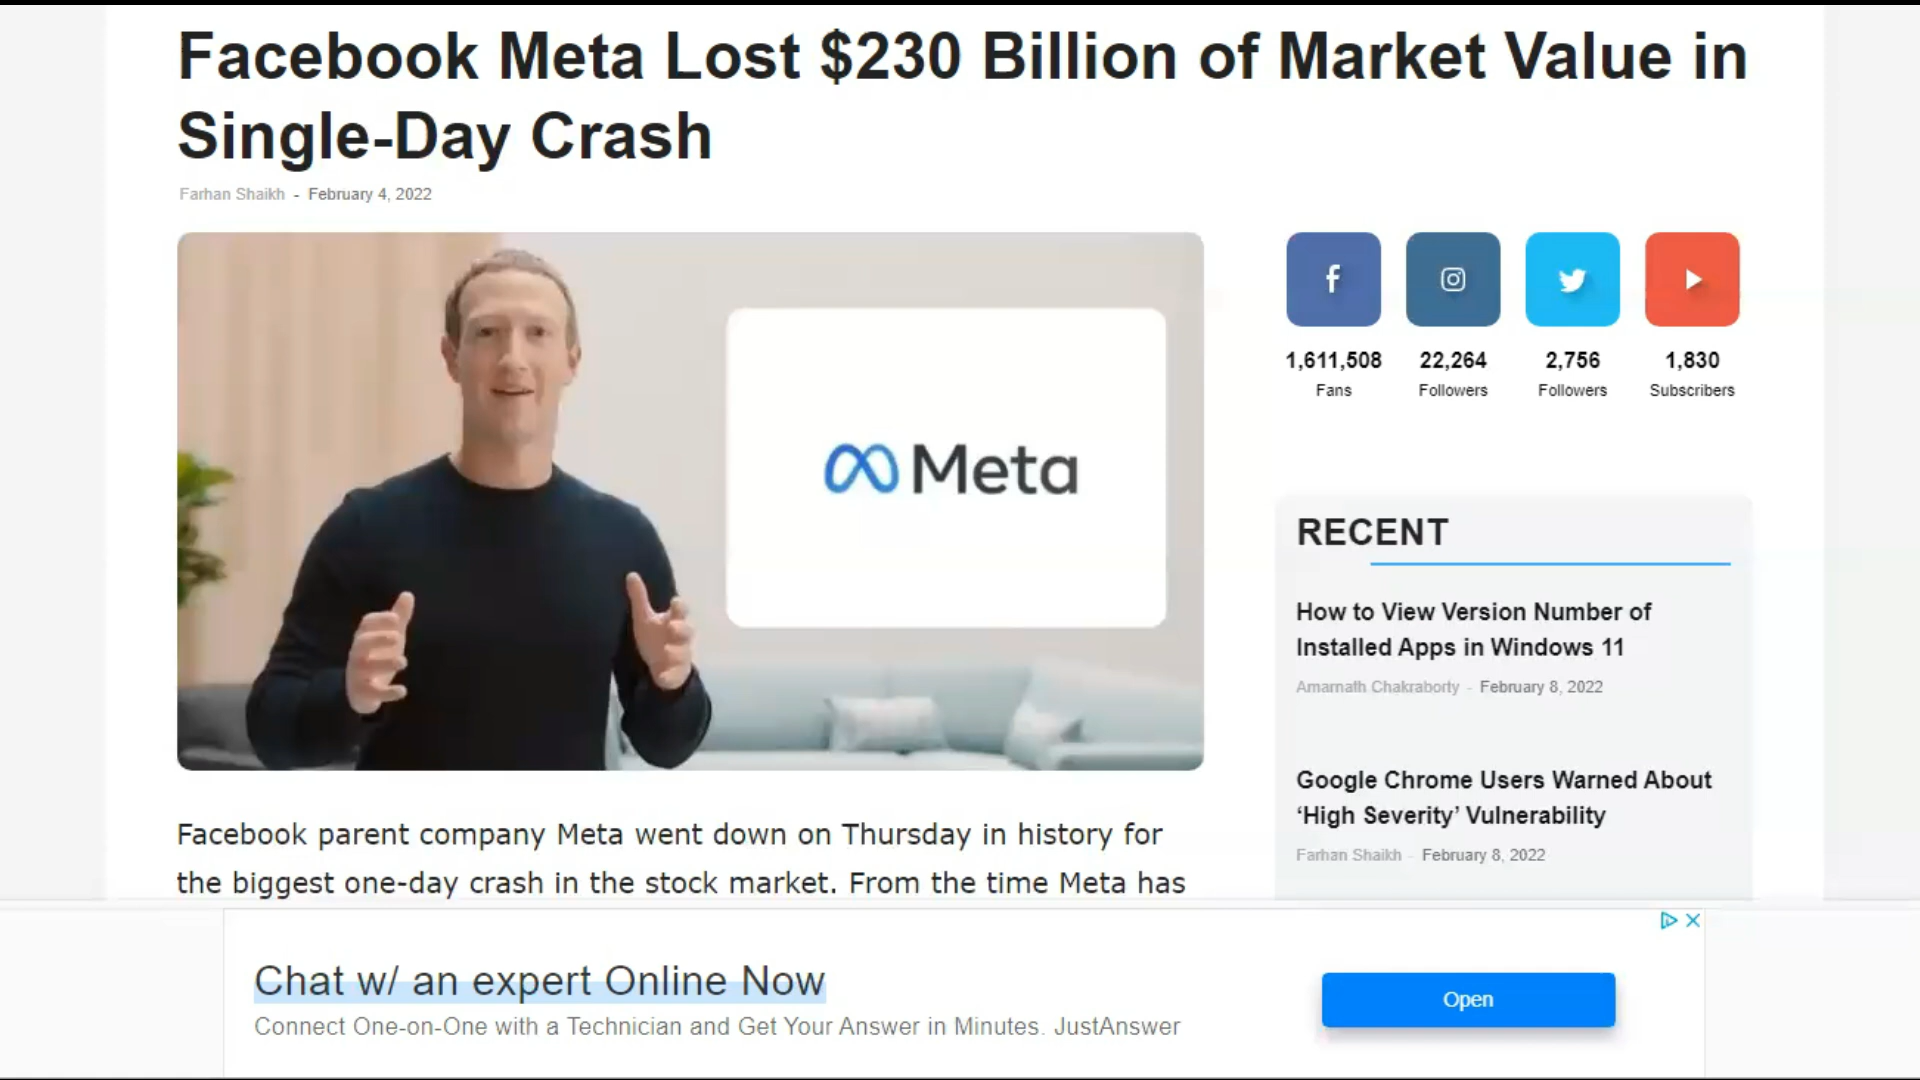 Facebook Meta Lost $230 Billion of Market Value in
Single-Day Crash
Farhan Shaikh - February 4, 2022
Meta
1,611,508
Fans
22,264
Followers
2,756
Followers
1,830
Subscribers
RECENT
How to View Version Number of
Installed Apps in Windows 11
Amarnath Chakraborty - February 8, 2022
Google Chrome Users Warned About
‘High Severity’ Vulnerability
Farhan Shaikh - February 8, 2022
Facebook parent company Meta went down on Thursday in history for
the biggest one-day crash in the stock market. From the time Meta has
Chat w/ an expert Online Now
Connect One-on-One with a Technician and Get Your Answer in Minutes. JustAnswer
Open